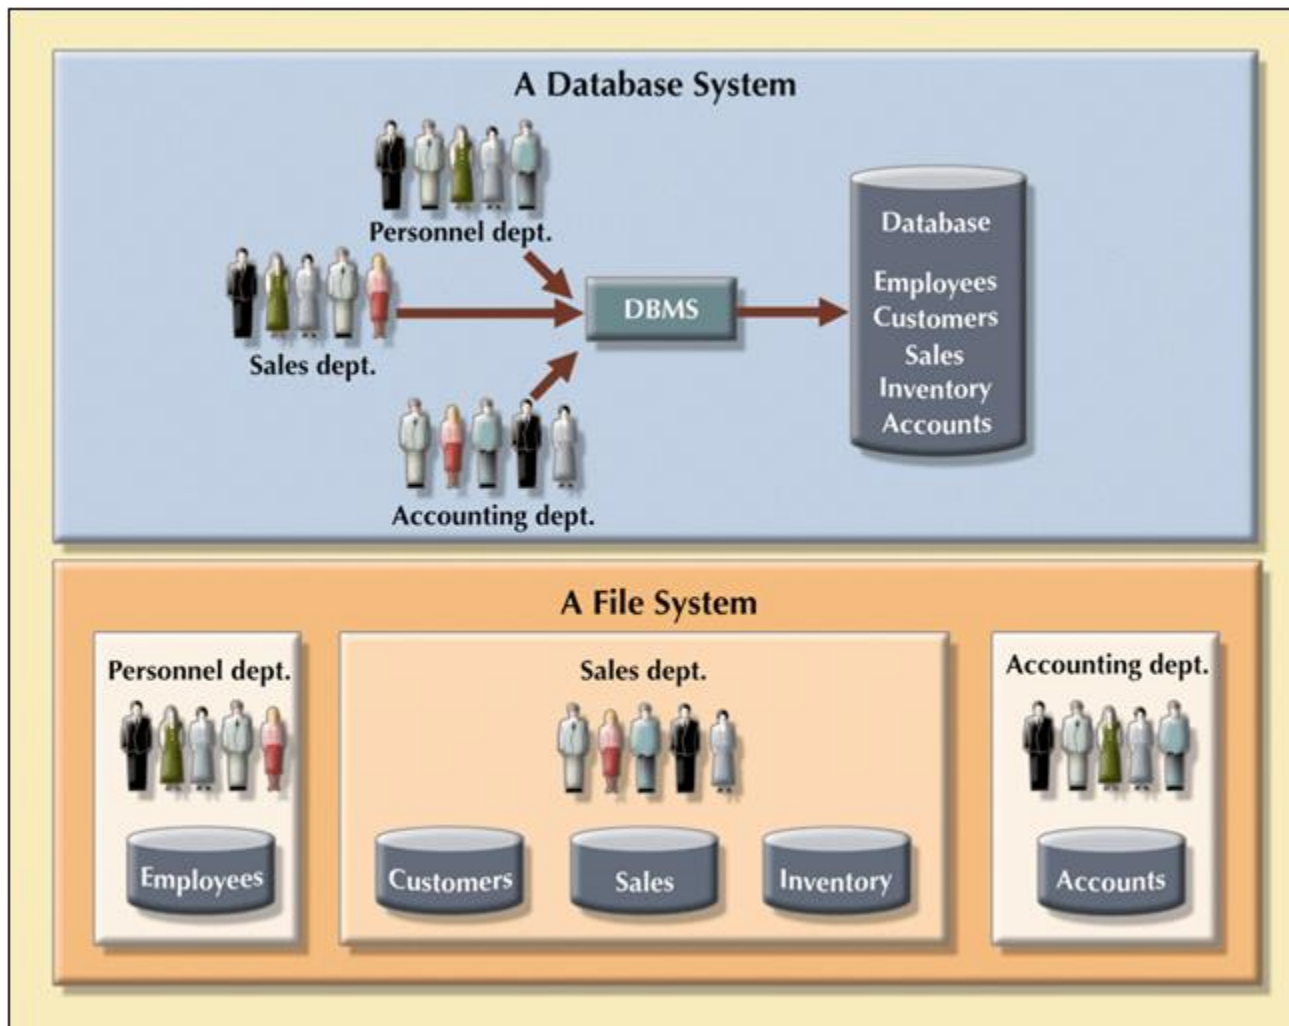 A Database System
Personnel dept.
Sales dept.
Accounting dept.
DBMS
Database
Employees
Customers
Sales
Inventory
Accounts
A File System
Personnel dept.
Employees
Sales dept.
Customers
Sales
Inventory
Accounting dept.
Accounts